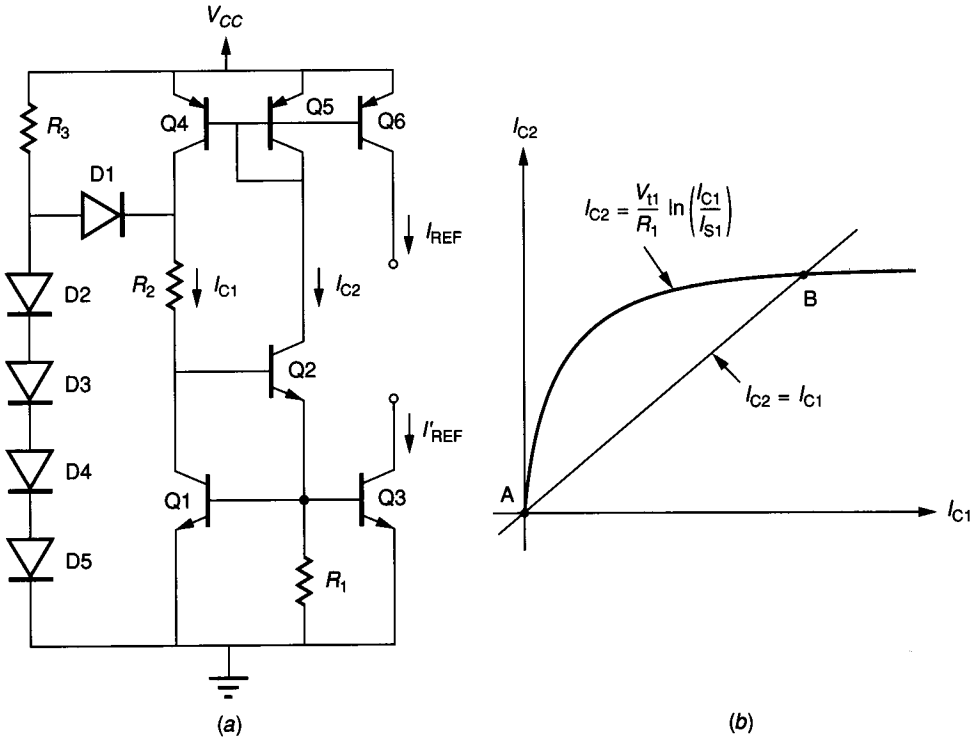 V_CC
Q4
Q5
Q6
R_3
D1
I_REF
R_2
I_C1
I_C2
D2
Q2
D3
I'_REF
D4
Q1
Q3
D5
R_1
(a)
I_C2
I_C2 = V_t1/R_1 ln(I_C1/I_S1)
B
I_C2 = I_C1
A
I_C1
(b)